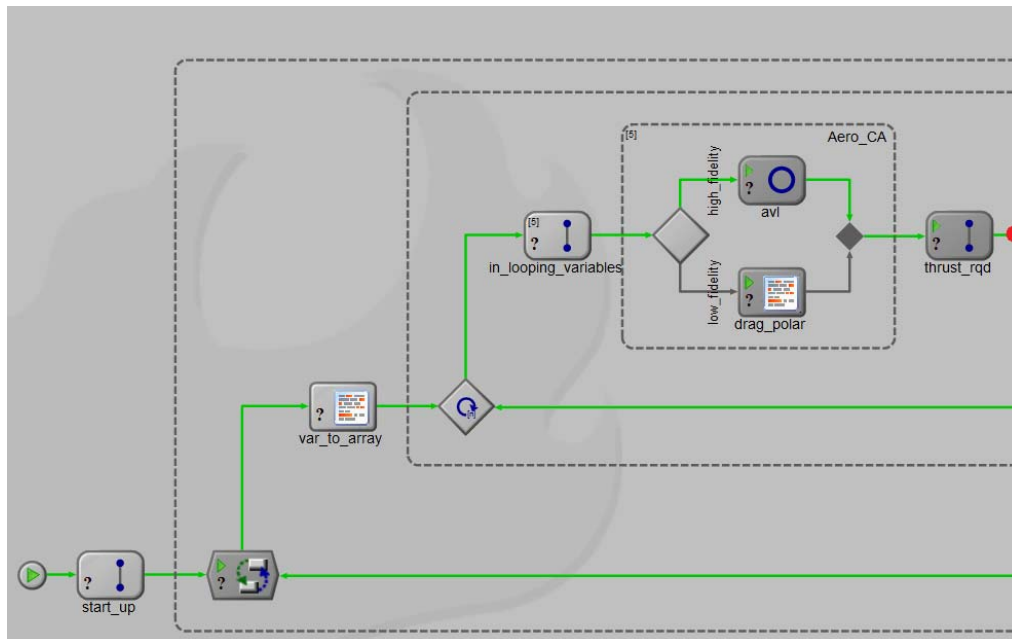 [5]
Aero_CA
high_fidelity
?
avl
[5]
?
in_looping_variables
?
thrust_rqd
low_fidelity
?
drag_polar
?
var_to_array
[n]
?
start_up
?